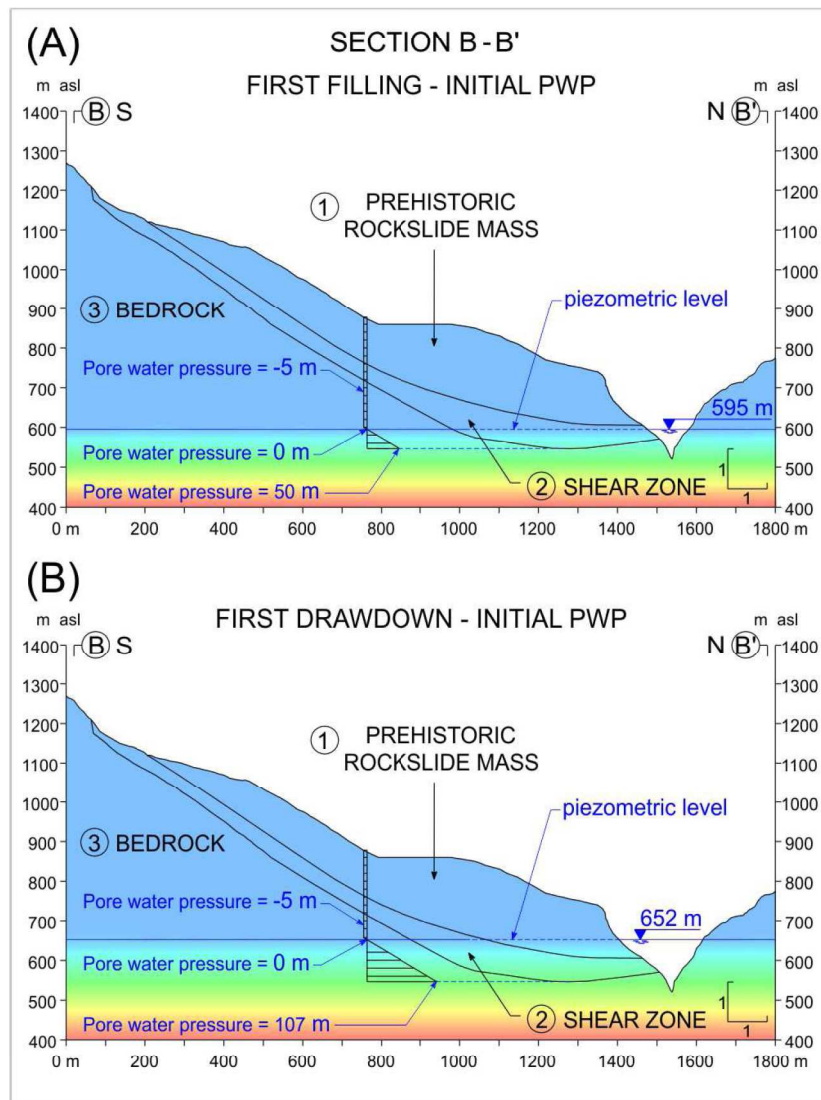 (A)
SECTION B - B'
FIRST FILLING - INITIAL PWP
m asl
m asl
1400
B S
N B'
1400
1300
1300
1200
1
PREHISTORIC
1200
ROCKSLIDE MASS
1100
1100
1000
1000
900
3 BEDROCK
piezometric level
900
800
800
Pore water pressure = -5 m
700
595 m
700
600
600
Pore water pressure = 0 m
500
Pore water pressure = 50 m
2 SHEAR ZONE
1
1
500
400
400
0 m
200
400
600
800
1000
1200
1400
1600
1800 m
(B)
FIRST DRAWDOWN - INITIAL PWP
m asl
m asl
1400
B S
N B'
1400
1300
1300
1200
1
PREHISTORIC
1200
ROCKSLIDE MASS
1100
1100
1000
1000
piezometric level
900
3 BEDROCK
900
800
800
Pore water pressure = -5 m
700
652 m
700
600
Pore water pressure = 0 m
600
500
2 SHEAR ZONE
1
1
500
Pore water pressure = 107 m
400
400
0 m
200
400
600
800
1000
1200
1400
1600
1800 m